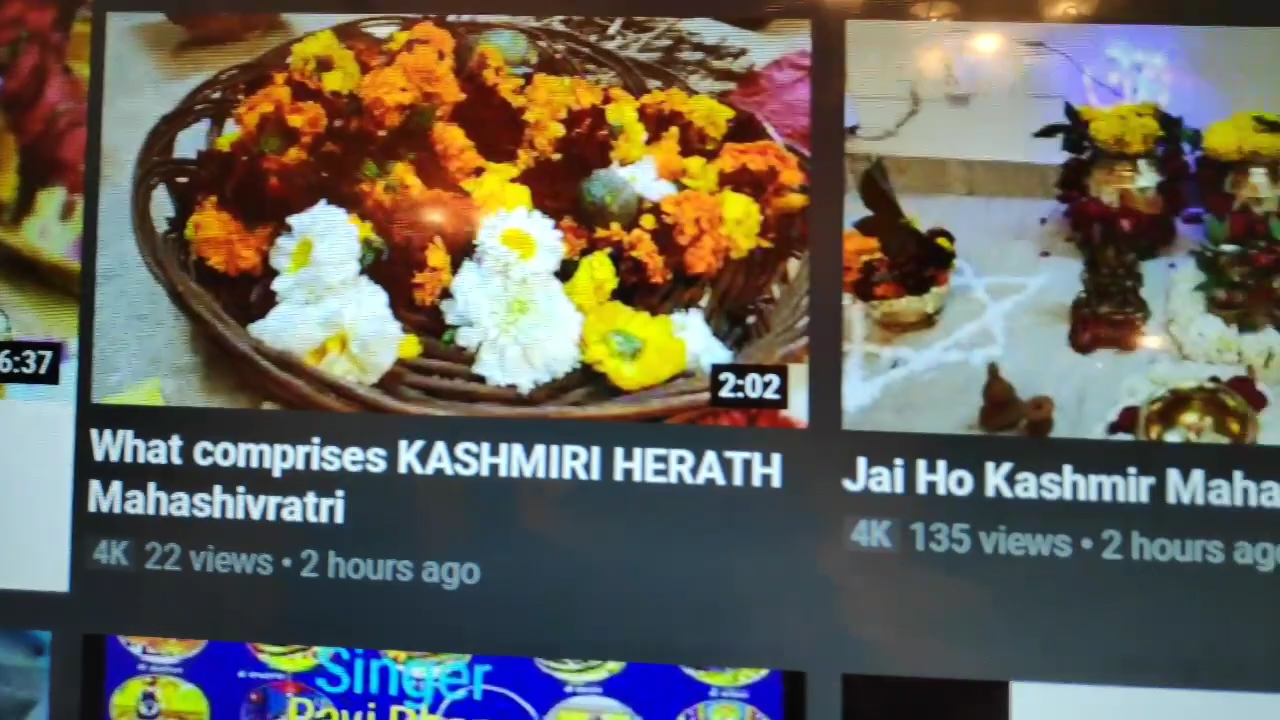 6:37
2:02
What comprises KASHMIRI HERATH
Mahashivratri
4K 22 views • 2 hours ago
Jai Ho Kashmir Maha
4K 135 views • 2 hours ago
Singer